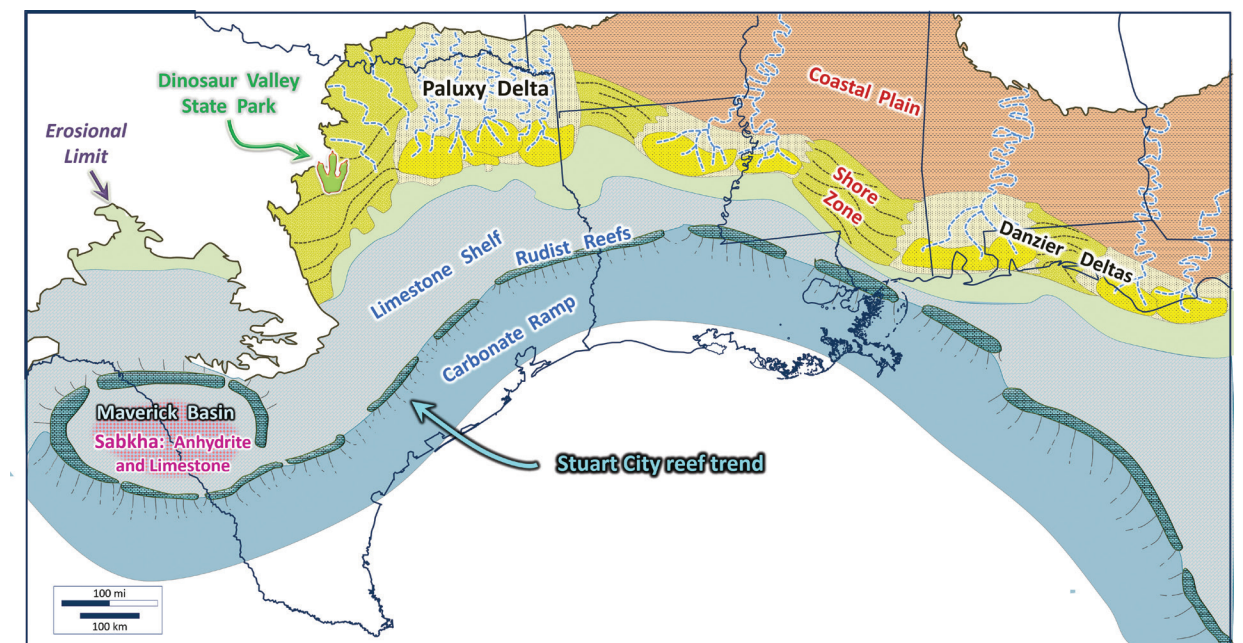 Dinosaur Valley
State Park
Paluxy Delta
Coastal Plain
Erosional
Limit
Shore
Zone
Danzier Deltas
Limestone Shelf
Rudist Reefs
Carbonate Ramp
Maverick Basin
Sabkha: Anhydrite
and Limestone
Stuart City reef trend
100 mi
100 km